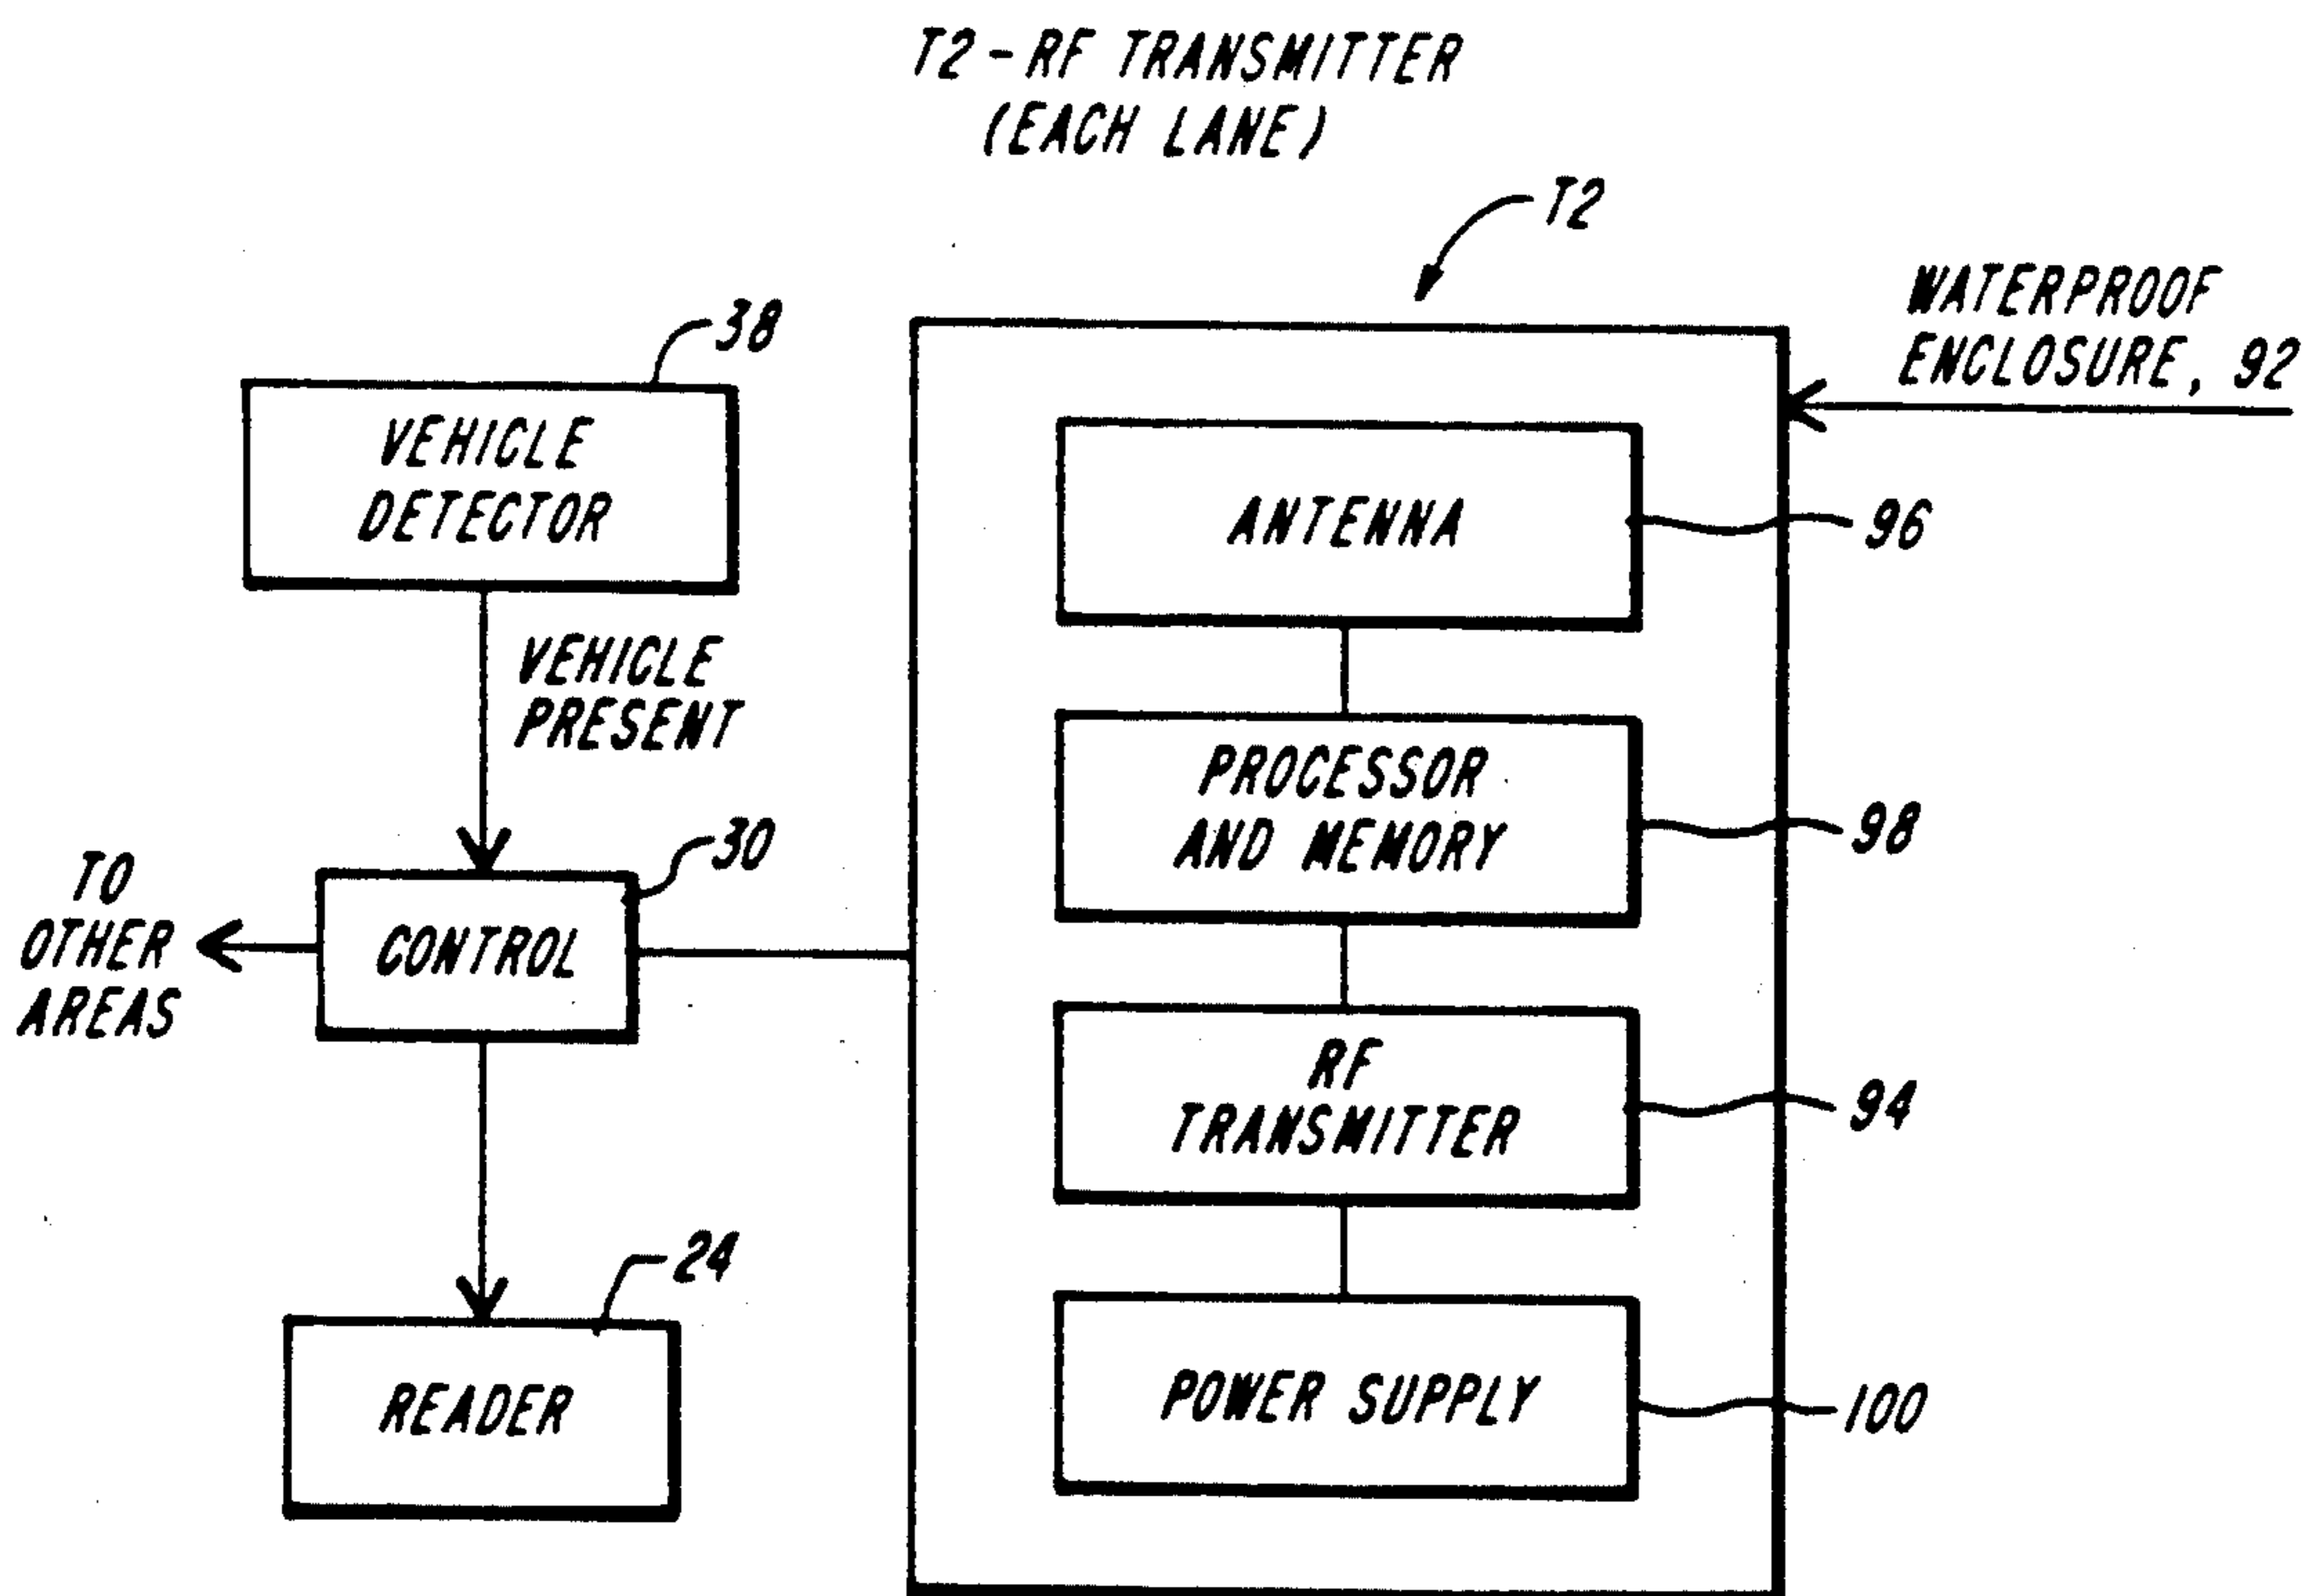 T2 - RF TRANSMITTER
(EACH LANE)
T2
WATERPROOF
ENCLOSURE, 92
38
VEHICLE
DETECTOR
ANTENNA
96
VEHICLE
PRESENT
PROCESSOR
AND MEMORY
98
30
TO
OTHER
AREAS
CONTROL
RF
TRANSMITTER
94
24
READER
POWER SUPPLY
100